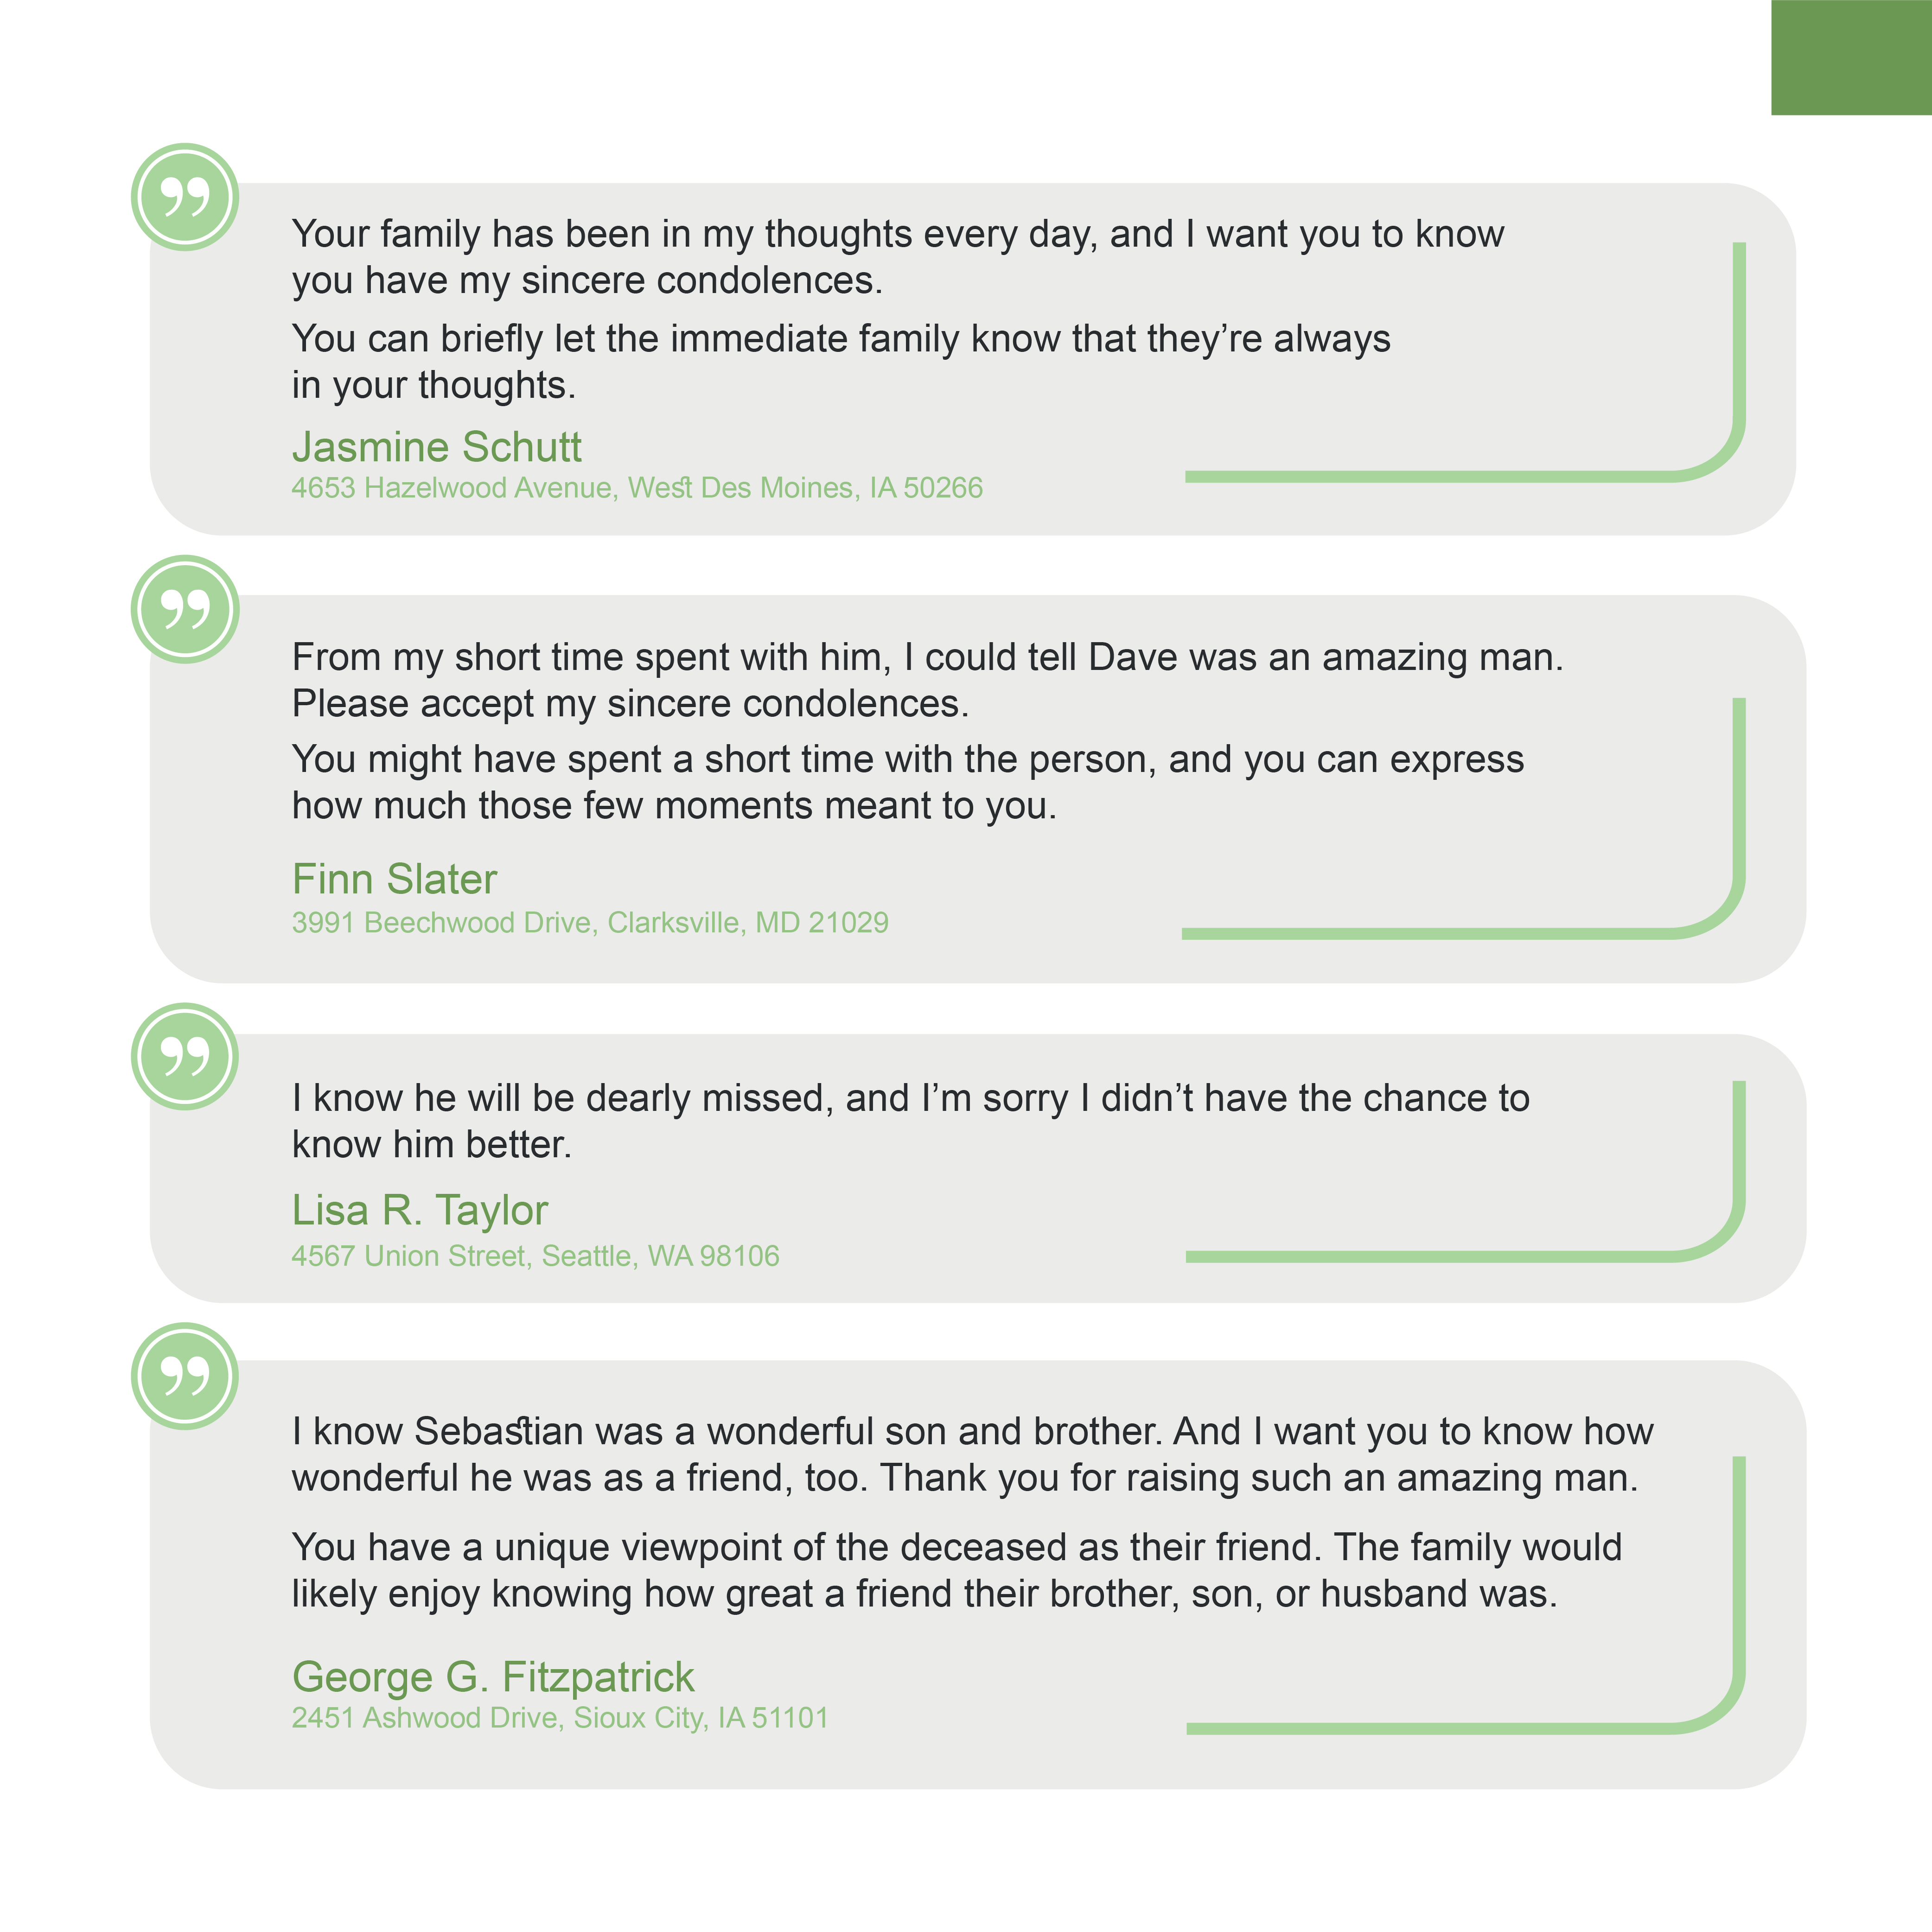 Your family has been in my thoughts every day, and I want you to know
you have my sincere condolences.
You can briefly let the immediate family know that they’re always
in your thoughts.
Jasmine Schutt
4653 Hazelwood Avenue, West Des Moines, IA 50266
From my short time spent with him, I could tell Dave was an amazing man.
Please accept my sincere condolences.
You might have spent a short time with the person, and you can express
how much those few moments meant to you.
Finn Slater
3991 Beechwood Drive, Clarksville, MD 21029
I know he will be dearly missed, and I’m sorry I didn’t have the chance to
know him better.
Lisa R. Taylor
4567 Union Street, Seattle, WA 98106
I know Sebastian was a wonderful son and brother. And I want you to know how
wonderful he was as a friend, too. Thank you for raising such an amazing man.
You have a unique viewpoint of the deceased as their friend. The family would
likely enjoy knowing how great a friend their brother, son, or husband was.
George G. Fitzpatrick
2451 Ashwood Drive, Sioux City, IA 51101